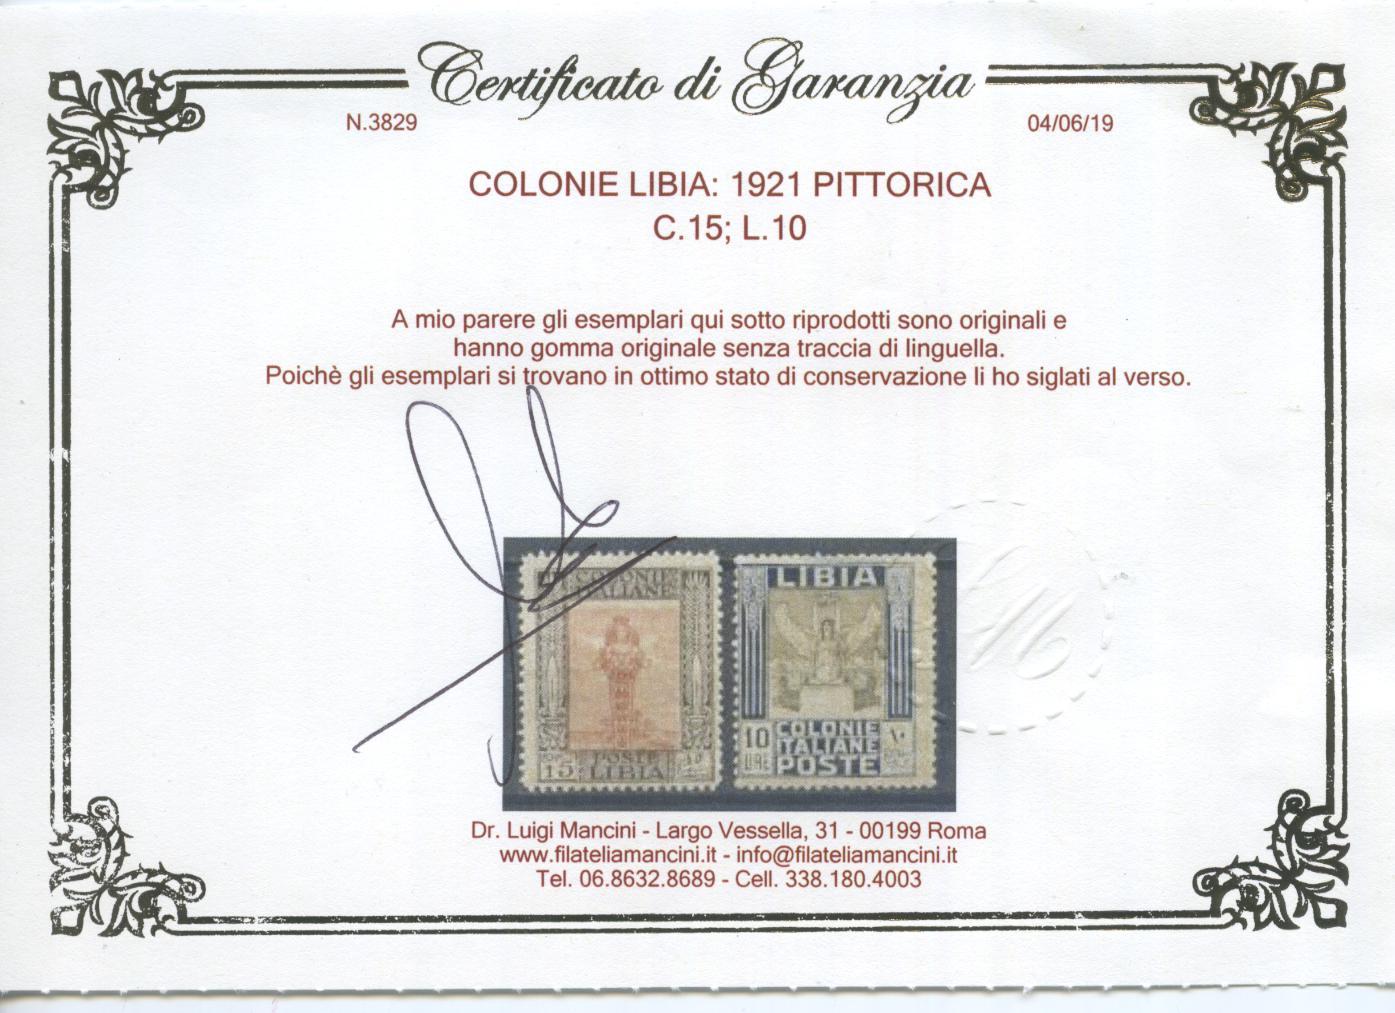 Certificato di Garanzia
N.3829
04/06/19
COLONIE LIBIA: 1921 PITTORICA
C.15; L.10
A mio parere gli esemplari qui sotto riprodotti sono originali e
hanno gomma originale senza traccia di linguella.
Poichè gli esemplari si trovano in ottimo stato di conservazione li ho siglati al verso.
COLONIE
ITALIANE
15
POSTE
LIBIA
LIBIA
10
LIRE
COLONIE
ITALIANE
POSTE
١٠
M
Dr. Luigi Mancini - Largo Vessella, 31 - 00199 Roma
www.filateliamancini.it - info@filateliamancini.it
Tel. 06.8632.8689 - Cell. 338.180.4003